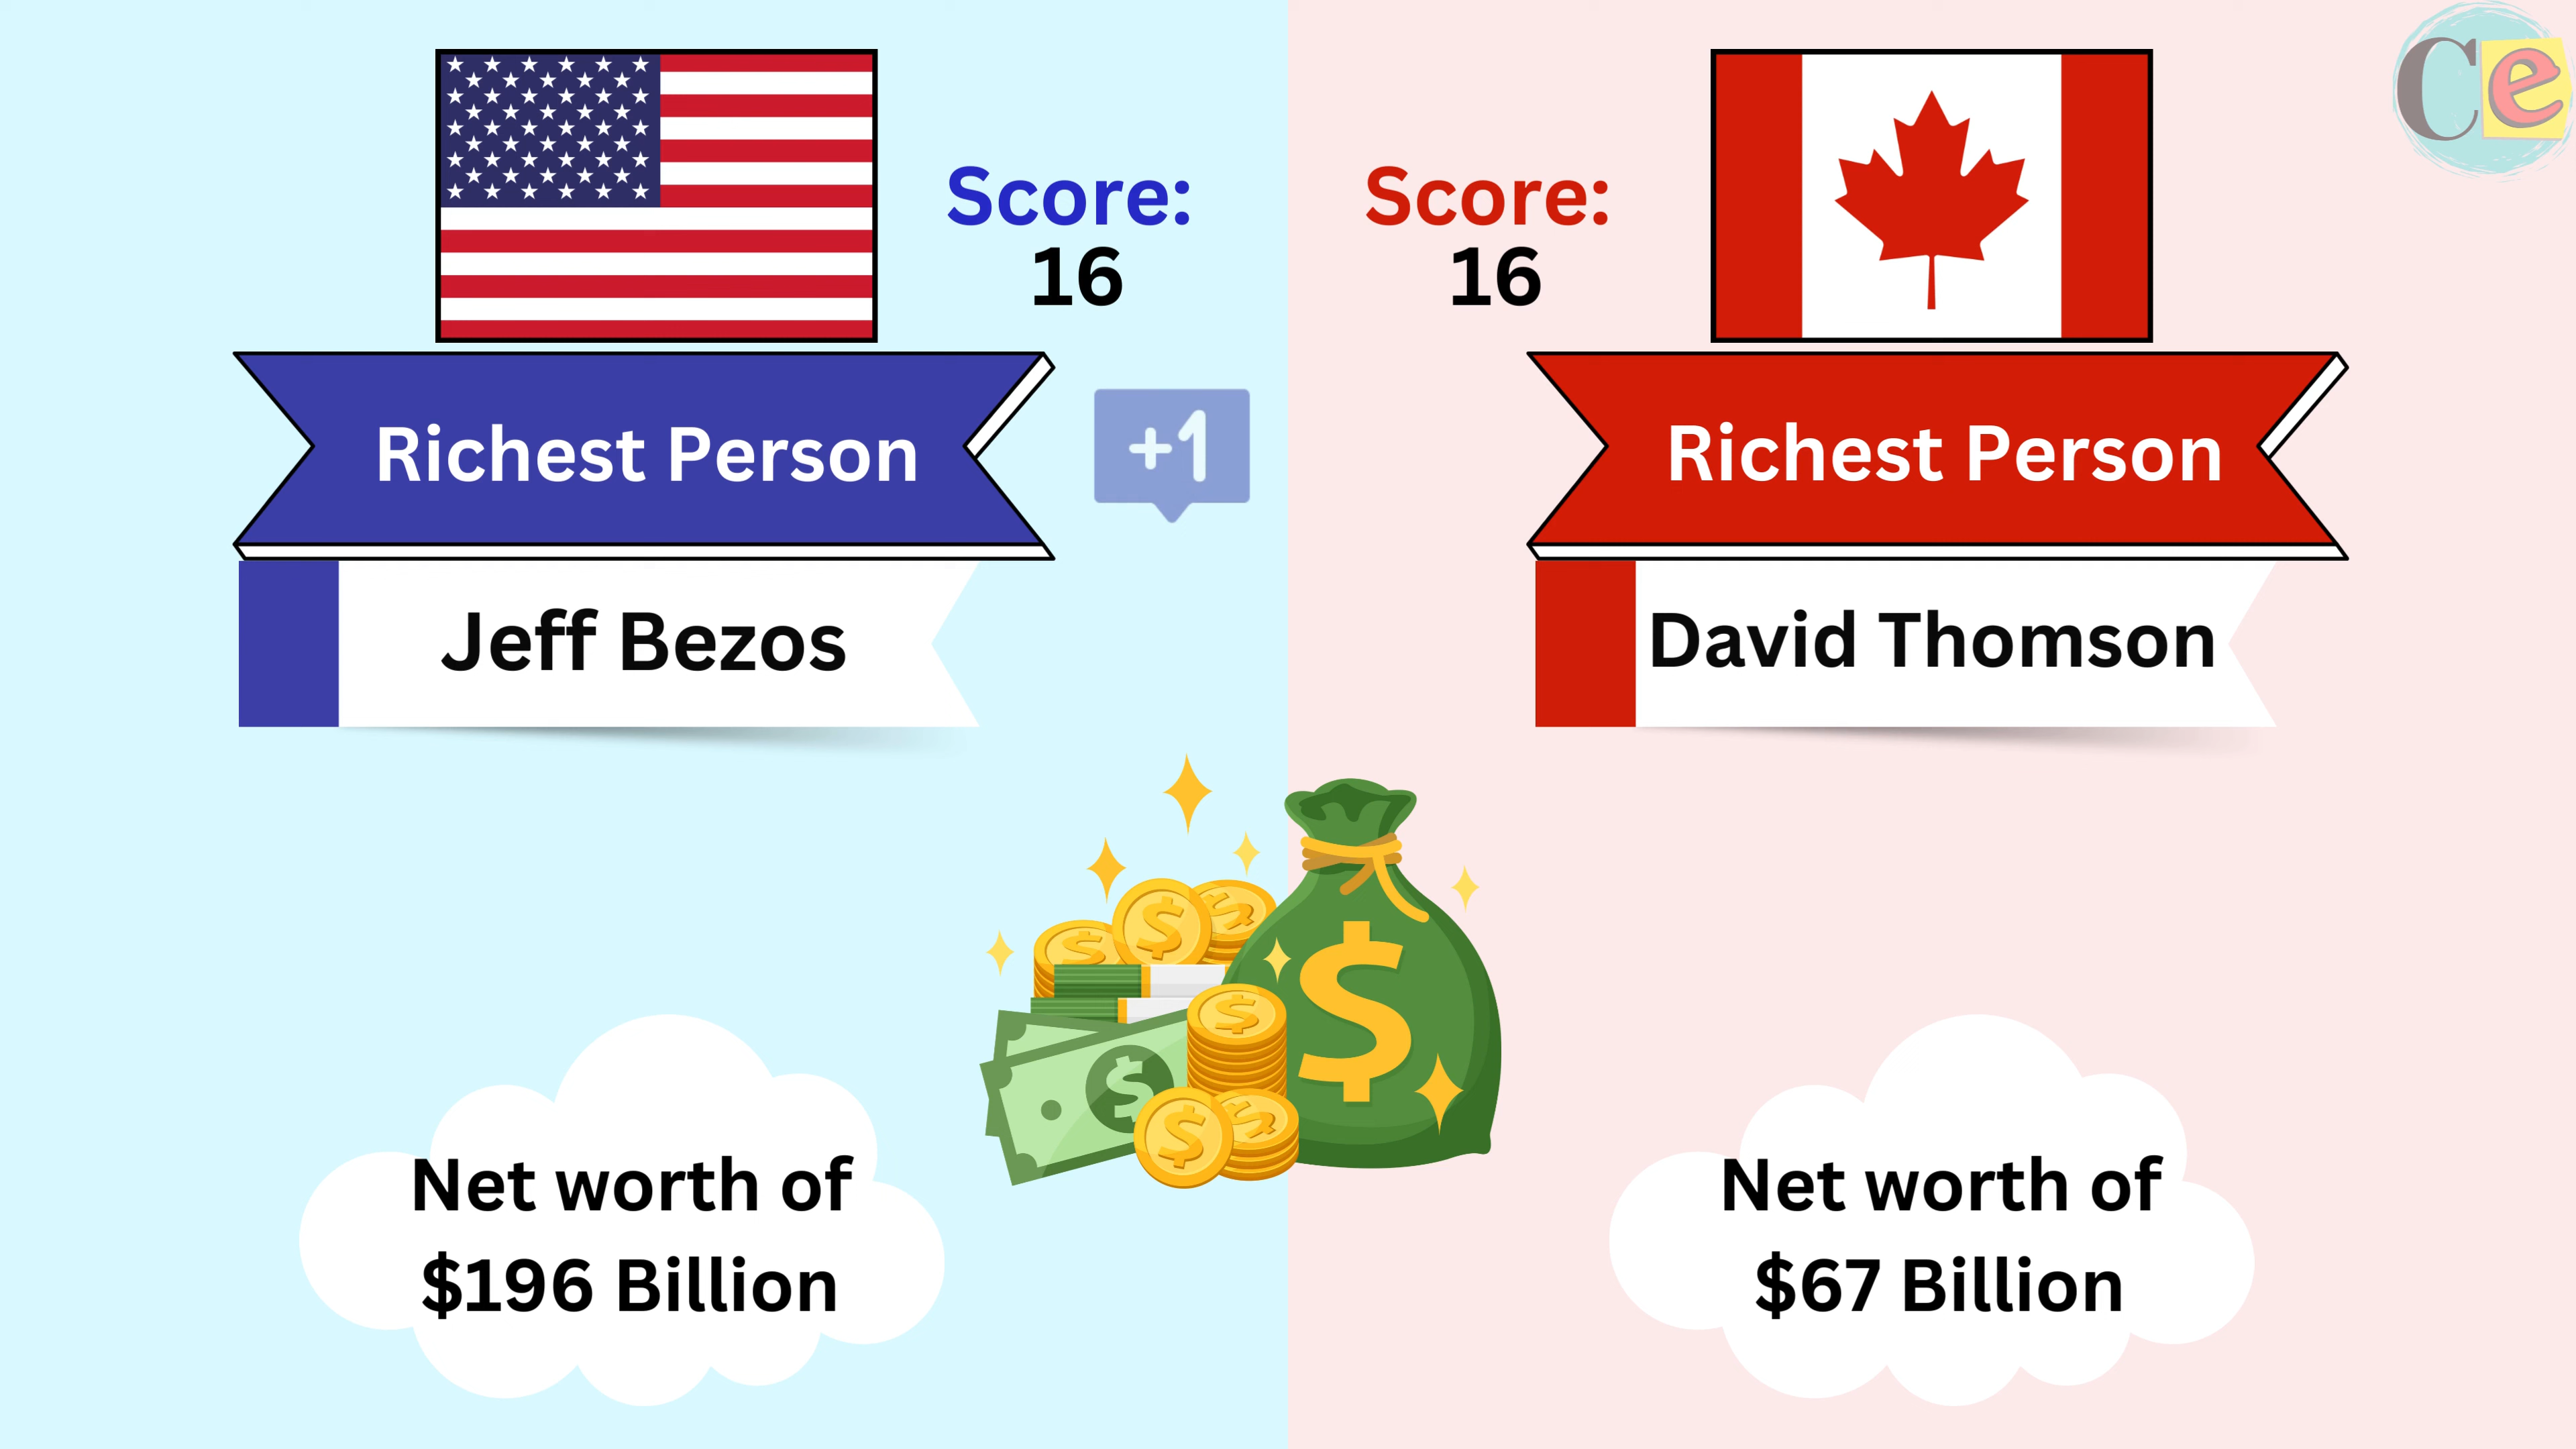 Score:
16
Score:
16
Ce
Richest Person
+1
Richest Person
Jeff Bezos
David Thomson
Net worth of
$196 Billion
Net worth of
$67 Billion